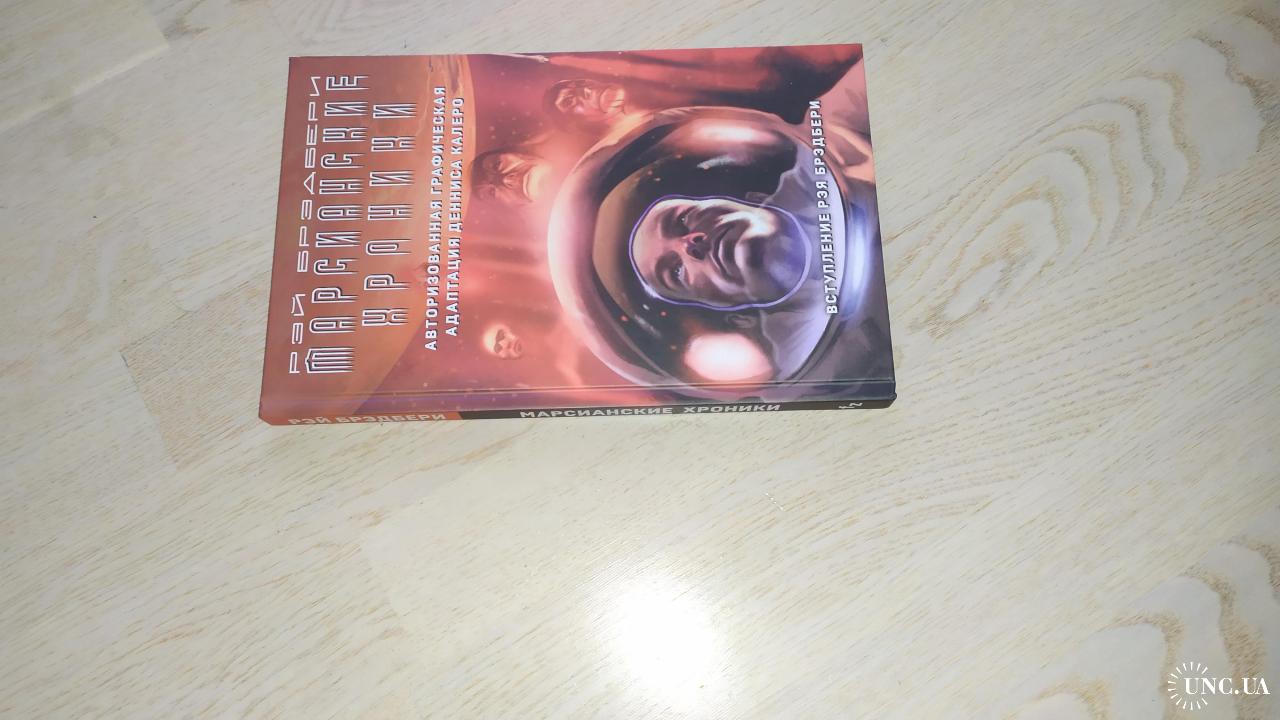 РЭЙ БРЭДБЕРИ
МАРСИАНСКИЕ
ХРОНИКИ
АВТОРИЗОВАННАЯ ГРАФИЧЕСКАЯ
АДАПТАЦИЯ ДЕННИСА КАЛЕРО
ВСТУПЛЕНИЕ РЭЯ БРЭДБЕРИ
РЭЙ БРЭДБЕРИ МАРСИАНСКИЕ ХРОНИКИ
UNC.UA